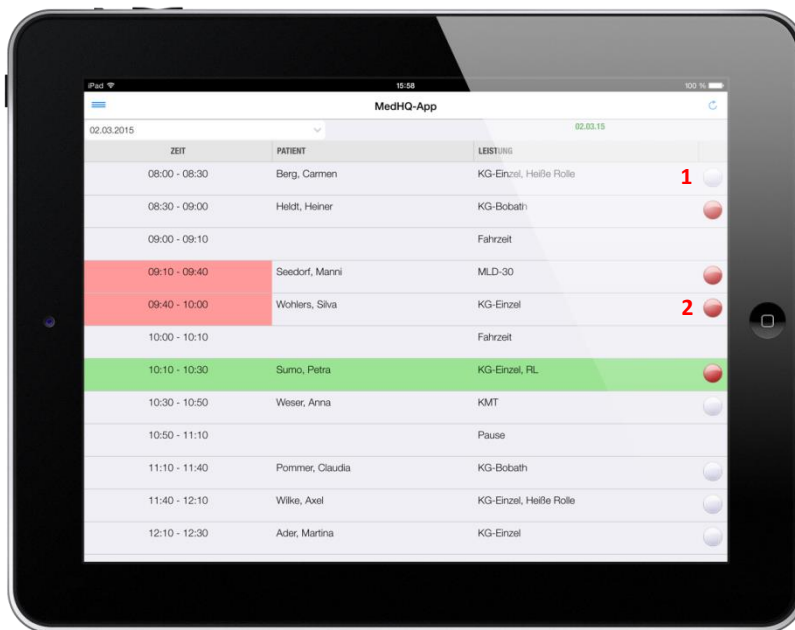 iPad 15:58 100 %
MedHQ-App
02.03.2015 02.03.15
ZEIT PATIENT LEISTUNG
08:00 - 08:30 Berg, Carmen KG-Einzel, Heiße Rolle 1
08:30 - 09:00 Heldt, Heiner KG-Bobath
09:00 - 09:10 Fahrzeit
09:10 - 09:40 Seedorf, Manni MLD-30
09:40 - 10:00 Wohlers, Silva KG-Einzel 2
10:00 - 10:10 Fahrzeit
10:10 - 10:30 Sumo, Petra KG-Einzel, RL
10:30 - 10:50 Weser, Anna KMT
10:50 - 11:10 Pause
11:10 - 11:40 Pommer, Claudia KG-Bobath
11:40 - 12:10 Wilke, Axel KG-Einzel, Heiße Rolle
12:10 - 12:30 Ader, Martina KG-Einzel